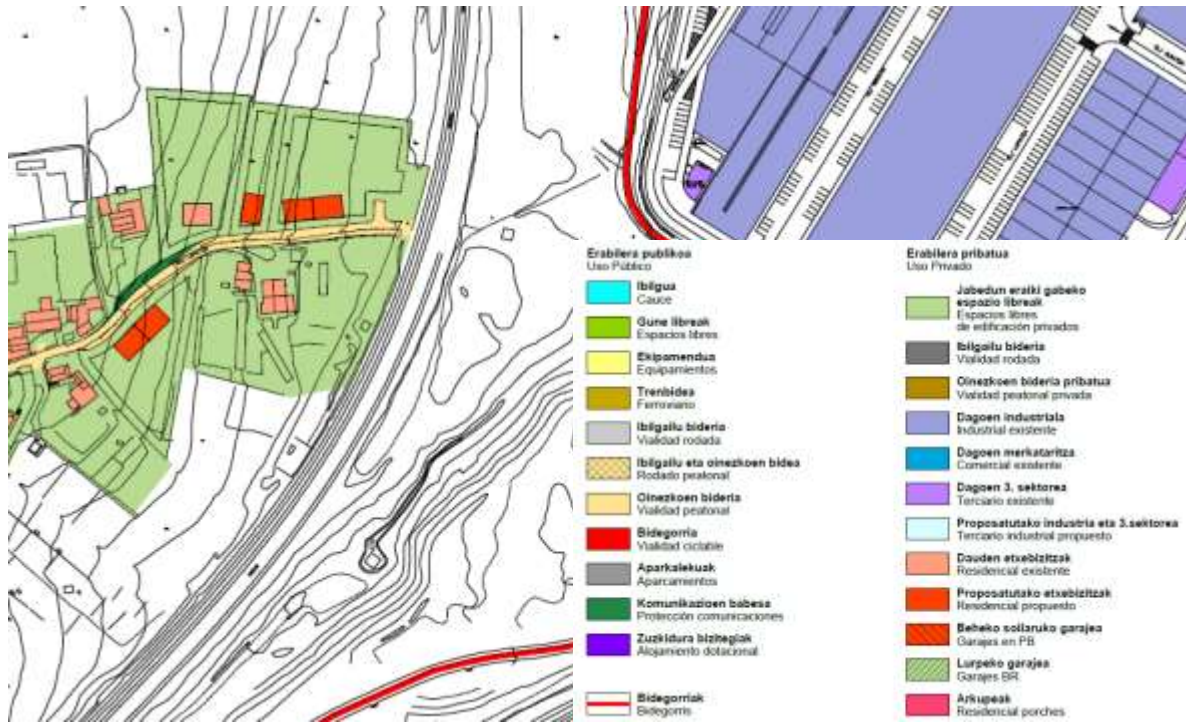 Erabilera publikoa
Uso Público
Ibilgua
Cauce
Gune libreak
Espacios libres
Ekipamendua
Equipamientos
Trenbidea
Ferroviario
Ibilgailu bideria
Vialidad rodada
Ibilgailu eta oinezkoen bidea
Rodado peatonal
Oinezkoen bideria
Vialidad peatonal
Bidegorria
Vialidad ciclable
Aparkalekuak
Aparcamientos
Komunikazioen babesa
Protección comunicaciones
Zuzkidura bizitegiak
Alojamiento dotacional
Bidegorriak
Bidegorris
Erabilera pribatua
Uso Privado
Jabedun eraiki gabeko
espazio libreak
Espacios libres
de edificación privados
Ibilgailu bideria
Vialidad rodada
Oinezkoen bideria pribatua
Vialidad peatonal privada
Dagoen industriala
Industrial existente
Dagoen merkataritza
Comercial existente
Dagoen 3. sektorea
Terciario existente
Proposatutako industria eta 3.sektorea
Terciario industrial propuesto
Dauden etxebizitzak
Residencial existente
Proposatutako etxebizitzak
Residencial propuesto
Beheko soilaruko garajea
Garajes en PB
Lurpeko garajea
Garajes BR
Arkupeak
Residencial porches